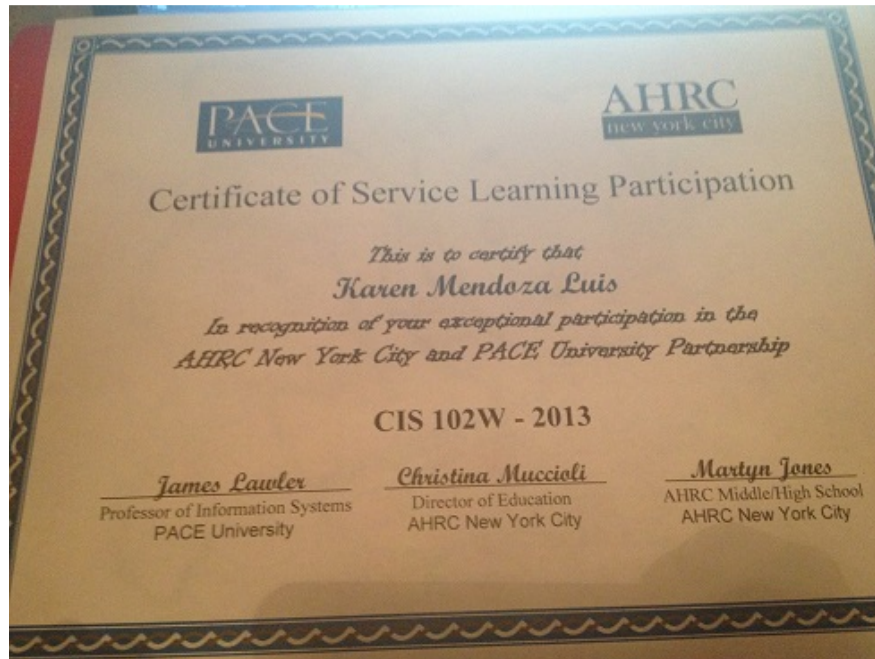 PACE
UNIVERSITY
AHRC
new york city
Certificate of Service Learning Participation
This is to certify that
Karen Mendoza Luis
In recognition of your exceptional participation in the
AHRC New York City and PACE University Partnership
CIS 102W - 2013
James Lawler
Professor of Information Systems
PACE University
Christina Muccioli
Director of Education
AHRC New York City
Martyn Jones
AHRC Middle/High School
AHRC New York City